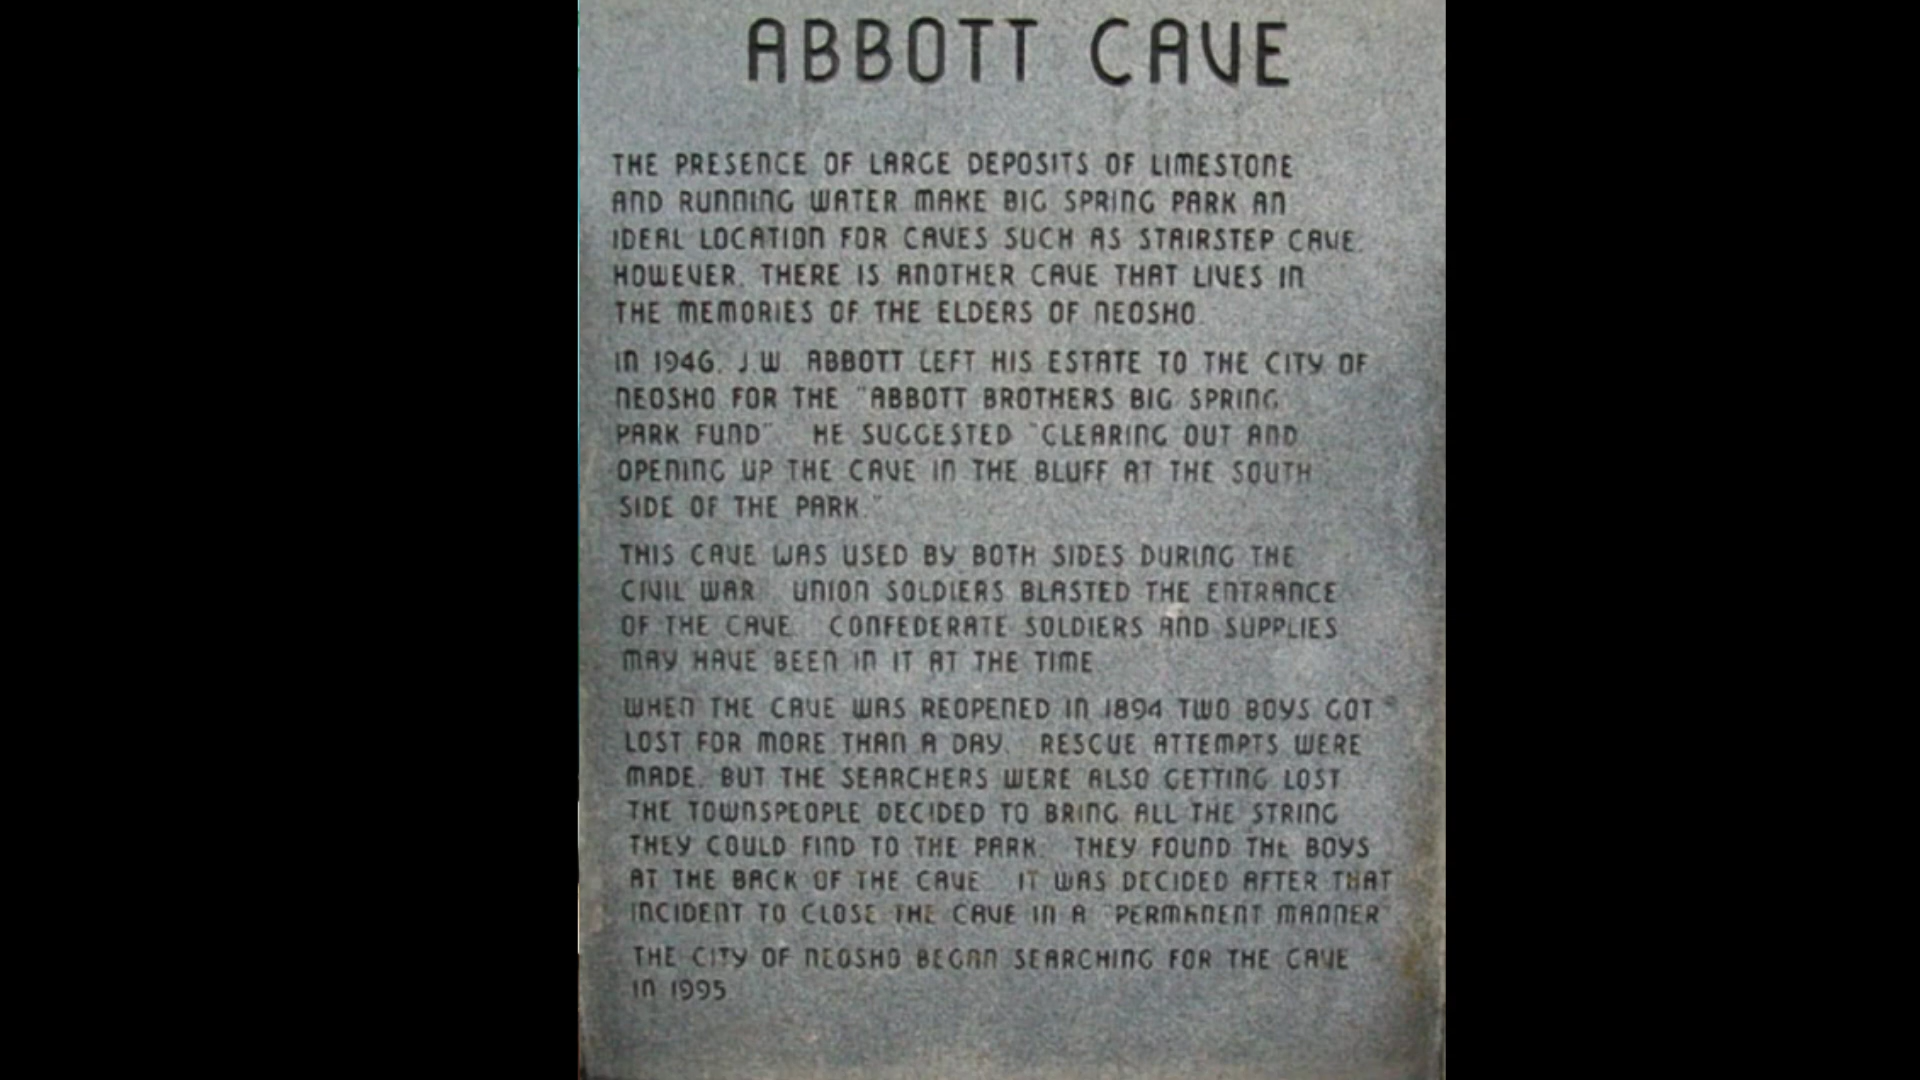 ABBOTT CAVE
THE PRESENCE OF LARGE DEPOSITS OF LIMESTONE
AND RUNNING WATER MAKE BIG SPRING PARK AN
IDEAL LOCATION FOR CAVES SUCH AS STAIRSTEP CAVE.
HOWEVER, THERE IS ANOTHER CAVE THAT LIVES IN
THE MEMORIES OF THE ELDERS OF NEOSHO.
IN 1946, J.W. ABBOTT LEFT HIS ESTATE TO THE CITY OF
NEOSHO FOR THE "ABBOTT BROTHERS BIG SPRING
PARK FUND". HE SUGGESTED "CLEARING OUT AND
OPENING UP THE CAVE IN THE BLUFF AT THE SOUTH
SIDE OF THE PARK."
THIS CAVE WAS USED BY BOTH SIDES DURING THE
CIVIL WAR. UNION SOLDIERS BLASTED THE ENTRANCE
OF THE CAVE. CONFEDERATE SOLDIERS AND SUPPLIES
MAY HAVE BEEN IN IT AT THE TIME.
WHEN THE CAVE WAS REOPENED IN 1894 TWO BOYS GOT
LOST FOR MORE THAN A DAY. RESCUE ATTEMPTS WERE
MADE, BUT THE SEARCHERS WERE ALSO GETTING LOST.
THE TOWNSPEOPLE DECIDED TO BRING ALL THE STRING
THEY COULD FIND TO THE PARK. THEY FOUND THE BOYS
AT THE BACK OF THE CAVE. IT WAS DECIDED AFTER THAT
INCIDENT TO CLOSE THE CAVE IN A "PERMANENT MANNER"
THE CITY OF NEOSHO BEGAN SEARCHING FOR THE CAVE
IN 1995